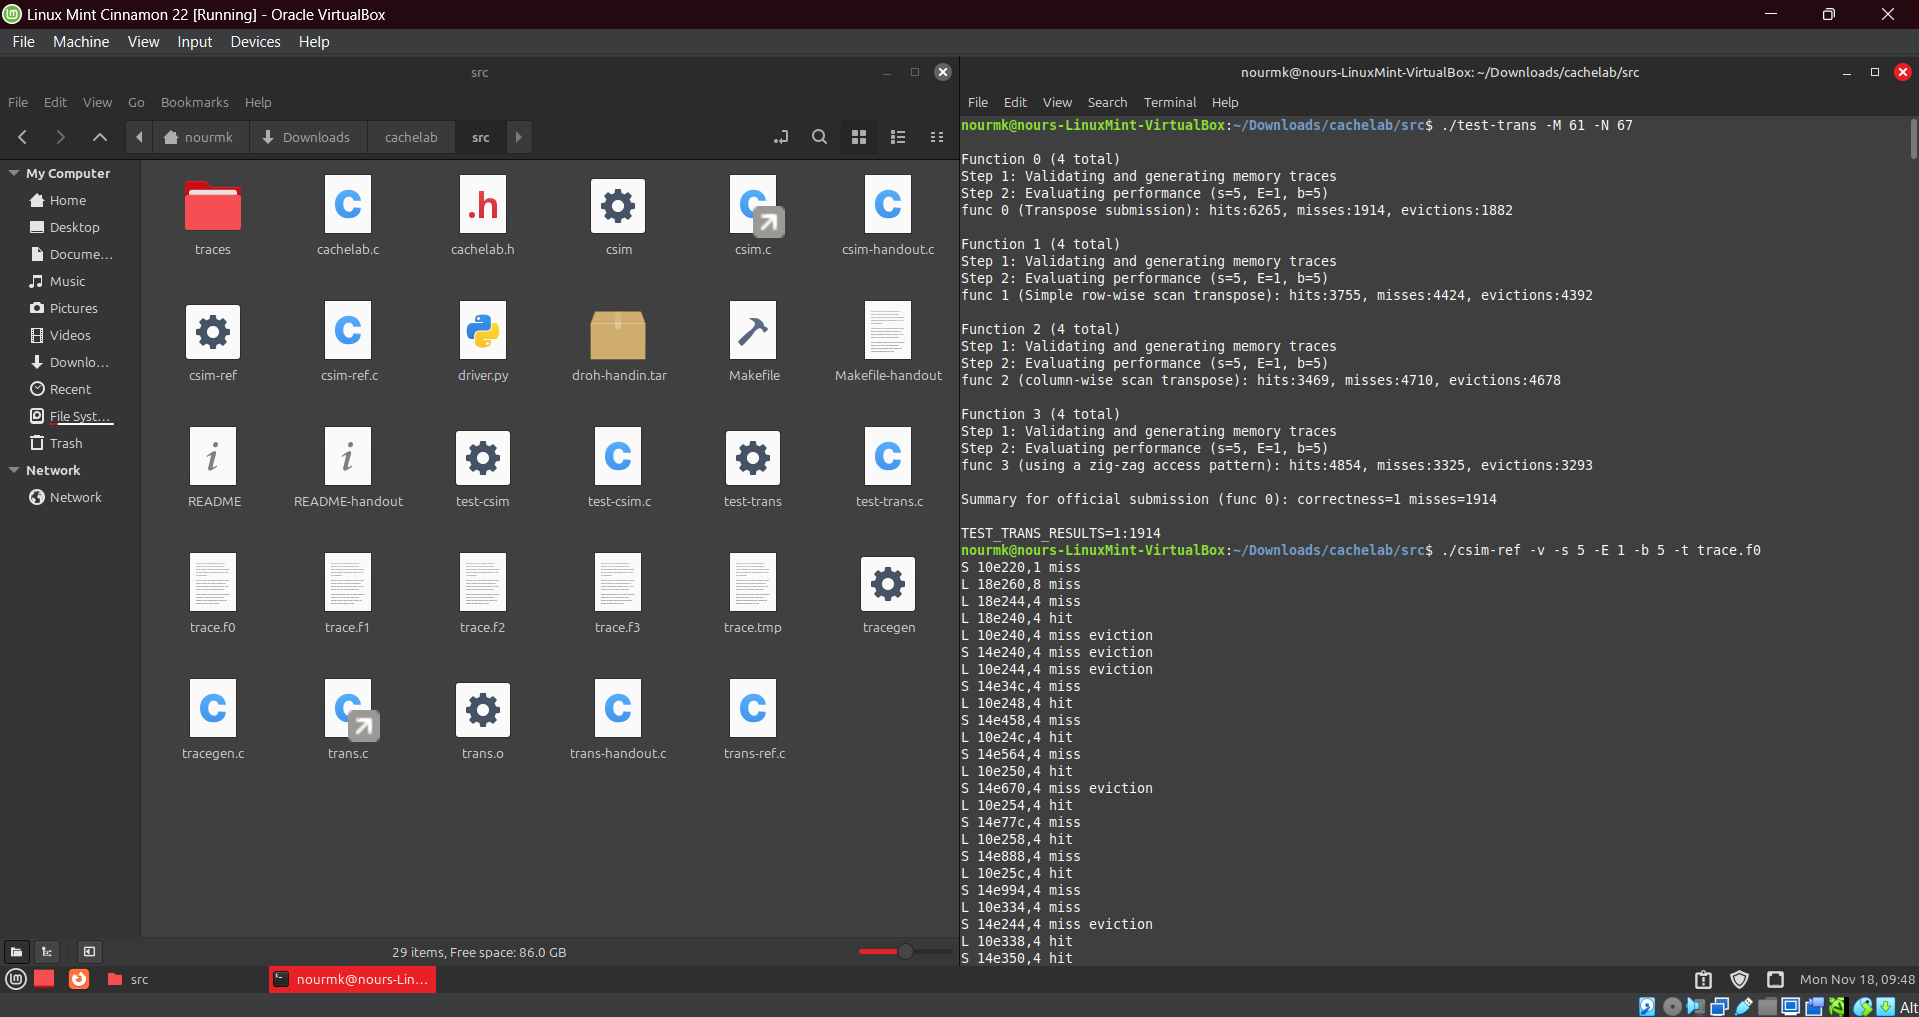 Linux Mint Cinnamon 22 [Running] - Oracle VirtualBox
File Machine View Input Devices Help
src
File Edit View Go Bookmarks Help
nourmk Downloads cachelab src
My Computer
Home
Desktop
Docume...
Music
Pictures
Videos
Downlo...
Recent
File Syst...
Trash
Network
Network
traces cachelab.c cachelab.h csim csim.c csim-handout.c
csim-ref csim-ref.c driver.py droh-handin.tar Makefile Makefile-handout
README README-handout test-csim test-csim.c test-trans test-trans.c
trace.f0 trace.f1 trace.f2 trace.f3 trace.tmp tracegen
tracegen.c trans.c trans.o trans-handout.c trans-ref.c
29 items, Free space: 86.0 GB
nourmk@nours-LinuxMint-VirtualBox: ~/Downloads/cachelab/src
File Edit View Search Terminal Help
nourmk@nours-LinuxMint-VirtualBox:~/Downloads/cachelab/src$ ./test-trans -M 61 -N 67
Function 0 (4 total)
Step 1: Validating and generating memory traces
Step 2: Evaluating performance (s=5, E=1, b=5)
func 0 (Transpose submission): hits:6265, misses:1914, evictions:1882
Function 1 (4 total)
Step 1: Validating and generating memory traces
Step 2: Evaluating performance (s=5, E=1, b=5)
func 1 (Simple row-wise scan transpose): hits:3755, misses:4424, evictions:4392
Function 2 (4 total)
Step 1: Validating and generating memory traces
Step 2: Evaluating performance (s=5, E=1, b=5)
func 2 (column-wise scan transpose): hits:3469, misses:4710, evictions:4678
Function 3 (4 total)
Step 1: Validating and generating memory traces
Step 2: Evaluating performance (s=5, E=1, b=5)
func 3 (using a zig-zag access pattern): hits:4854, misses:3325, evictions:3293
Summary for official submission (func 0): correctness=1 misses=1914
TEST_TRANS_RESULTS=1:1914
nourmk@nours-LinuxMint-VirtualBox:~/Downloads/cachelab/src$ ./csim-ref -v -s 5 -E 1 -b 5 -t trace.f0
S 10e220,1 miss
L 18e260,8 miss
L 18e244,4 miss
L 18e240,4 hit
L 10e240,4 miss eviction
S 14e240,4 miss eviction
L 10e244,4 miss eviction
S 14e34c,4 miss
L 10e248,4 hit
S 14e458,4 miss
L 10e24c,4 hit
S 14e564,4 miss
L 10e250,4 hit
S 14e670,4 miss eviction
L 10e254,4 hit
S 14e77c,4 miss
L 10e258,4 hit
S 14e888,4 miss
L 10e25c,4 hit
S 14e994,4 miss
L 10e334,4 miss
S 14e244,4 miss eviction
L 10e338,4 hit
S 14e350,4 hit
src nourmk@nours-Lin... Mon Nov 18, 09:48
Alt